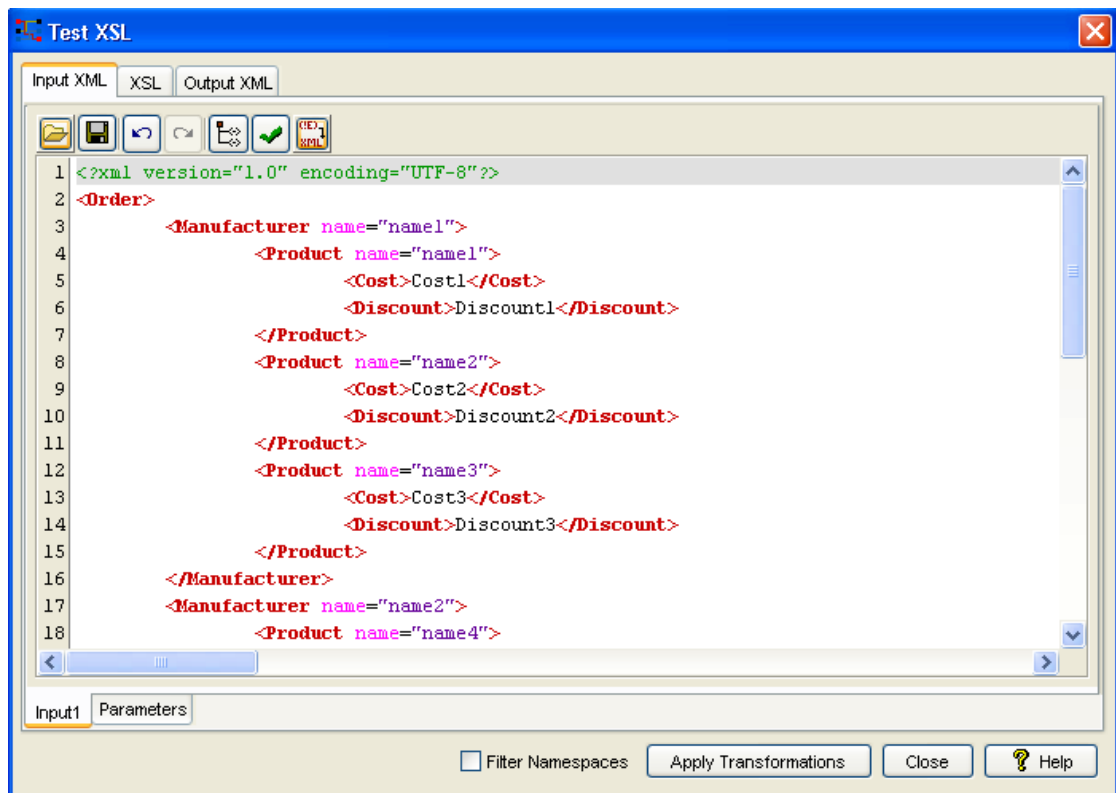 Test XSL
Input XML XSL Output XML
(!E) XML
1 <?xml version="1.0" encoding="UTF-8"?>
2 <Order>
3 <Manufacturer name="name1">
4 <Product name="name1">
5 <Cost>Cost1</Cost>
6 <Discount>Discount1</Discount>
7 </Product>
8 <Product name="name2">
9 <Cost>Cost2</Cost>
10 <Discount>Discount2</Discount>
11 </Product>
12 <Product name="name3">
13 <Cost>Cost3</Cost>
14 <Discount>Discount3</Discount>
15 </Product>
16 </Manufacturer>
17 <Manufacturer name="name2">
18 <Product name="name4">
Input1 Parameters
Filter Namespaces Apply Transformations Close ? Help